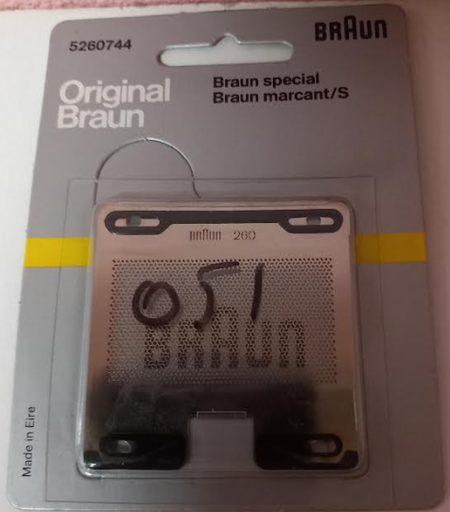 BRAUN
5260744
Original
Braun
Braun special
Braun marcant/S
BRAUN 260
051
BRAUN
Made in Eire